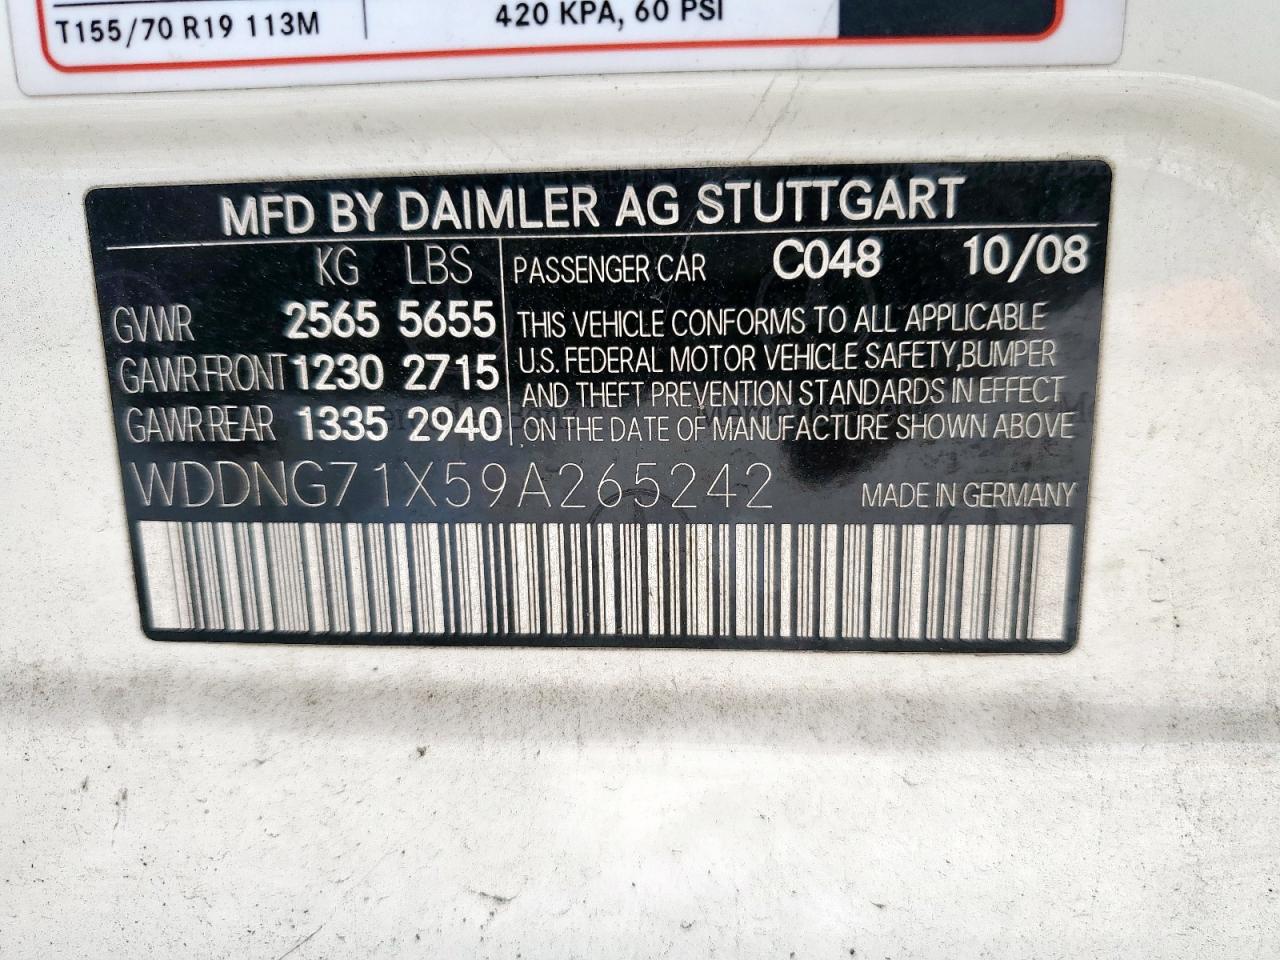 T155/70 R19 113M
420 KPA, 60 PSI
MFD BY DAIMLER AG STUTTGART
KG LBS
GVWR 2565 5655
GAWR FRONT 1230 2715
GAWR REAR 1335 2940
PASSENGER CAR C048 10/08
THIS VEHICLE CONFORMS TO ALL APPLICABLE
U.S. FEDERAL MOTOR VEHICLE SAFETY,BUMPER
AND THEFT PREVENTION STANDARDS IN EFFECT
ON THE DATE OF MANUFACTURE SHOWN ABOVE
WDDNG71X59A265242 MADE IN GERMANY